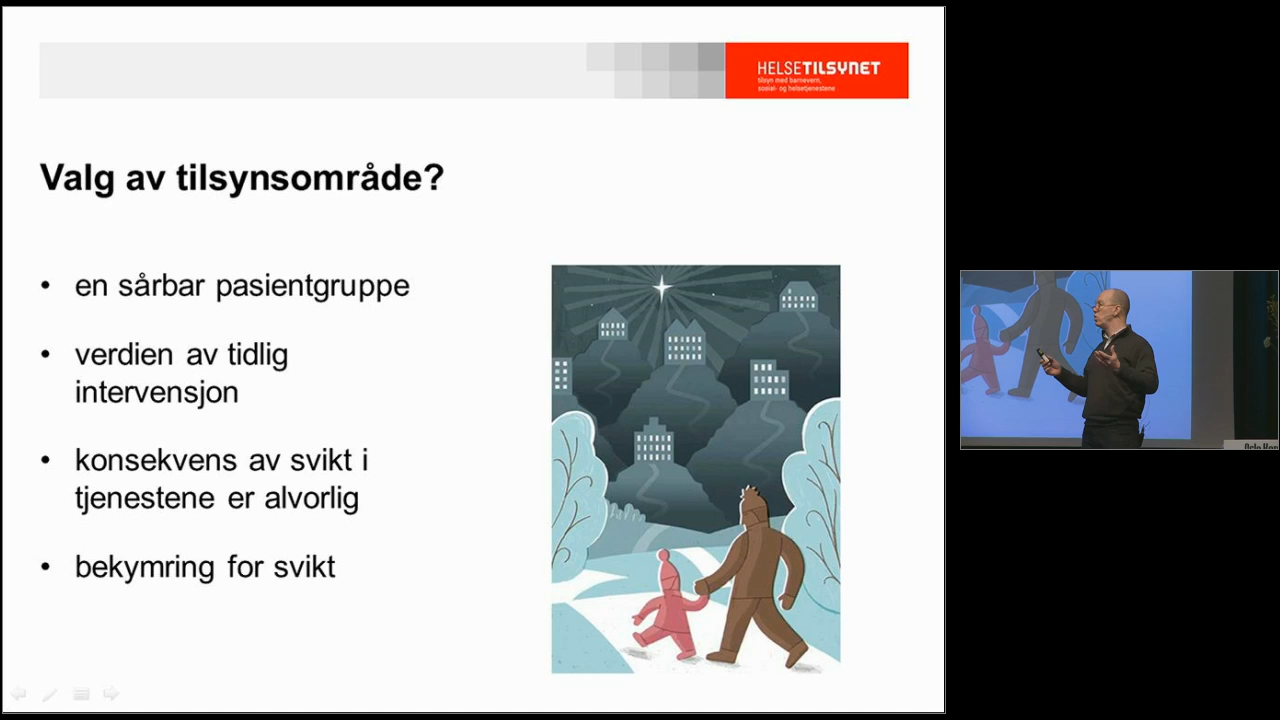 HELSETILSYNET
tilsyn med barnevern,
sosial- og helsetjenestene
Valg av tilsynsområde?
• en sårbar pasientgruppe
• verdien av tidlig
intervensjon
• konsekvens av svikt i
tjenestene er alvorlig
• bekymring for svikt